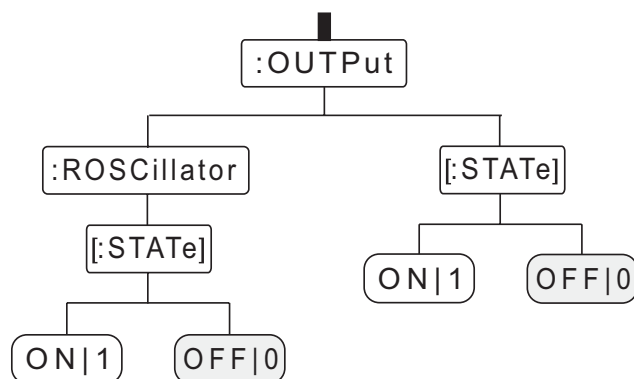 :OUTPut
:ROSCillator
[:STATe]
[:STATe]
ON|1
OFF|0
ON|1
OFF|0